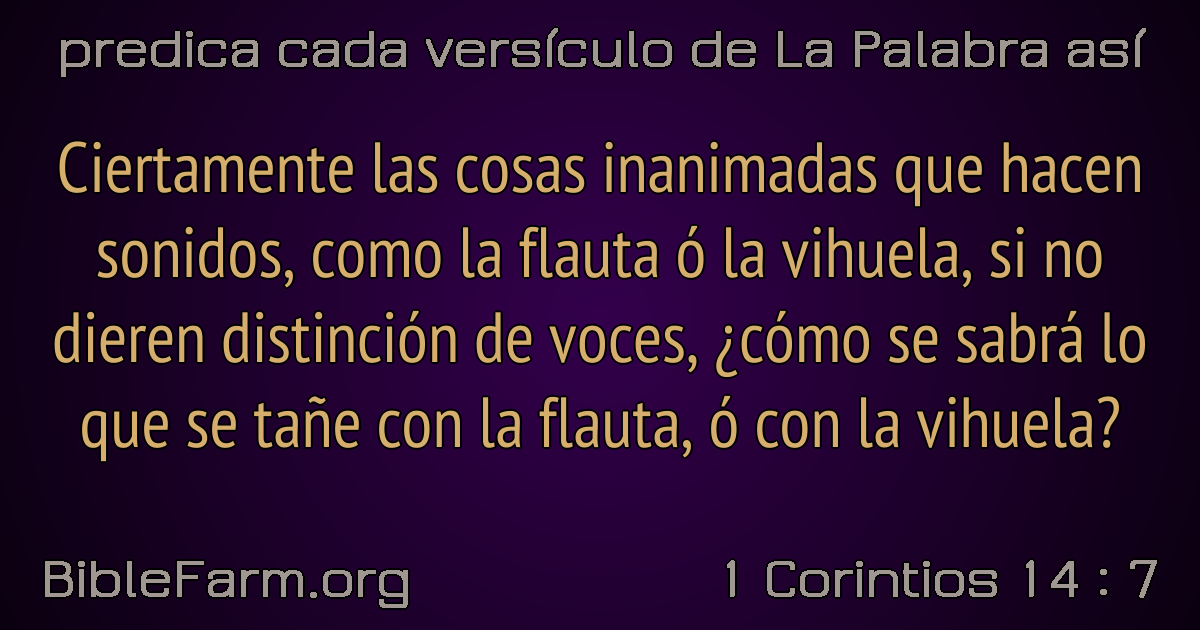 predica cada versículo de La Palabra así
Ciertamente las cosas inanimadas que hacen
sonidos, como la flauta ó la vihuela, si no
dieren distinción de voces, ¿cómo se sabrá lo
que se tañe con la flauta, ó con la vihuela?
BibleFarm.org
1 Corintios 14 : 7